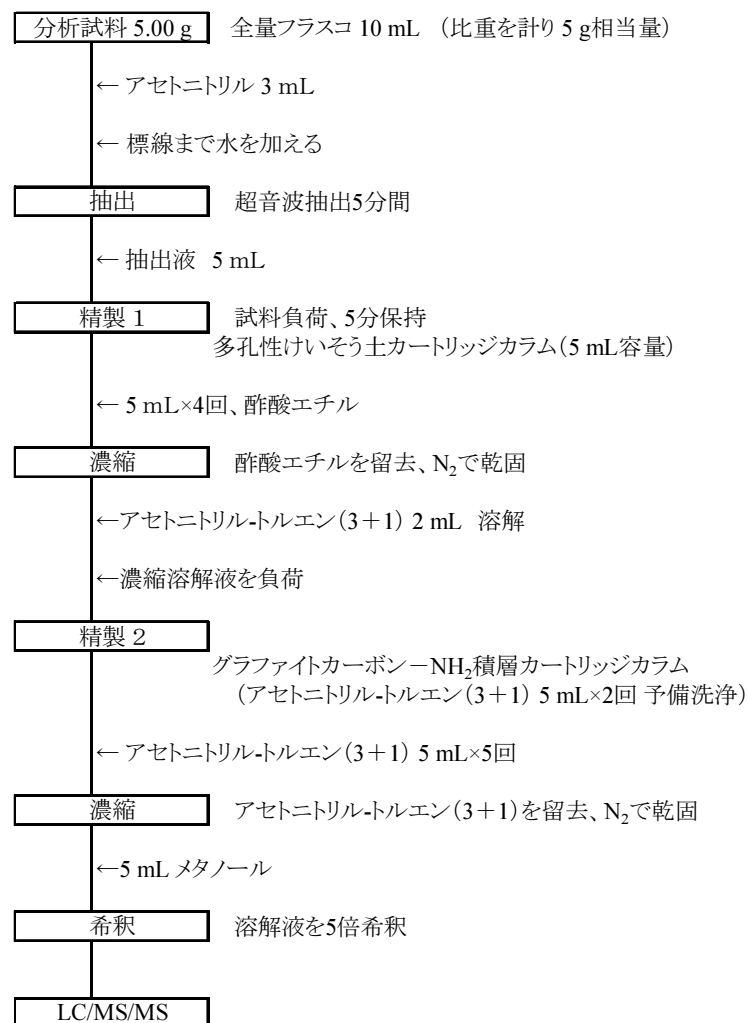 分析試料 5.00 g 全量フラスコ 10 mL （比重を計り 5 g相当量）
← アセトニトリル 3 mL
← 標線まで水を加える
抽出 超音波抽出5分間
← 抽出液 5 mL
精製 1 試料負荷、5分保持
多孔性けいそう土カートリッジカラム（5 mL容量）
← 5 mL×4回、酢酸エチル
濃縮 酢酸エチルを留去、N₂で乾固
←アセトニトリル-トルエン（3＋1） 2 mL 溶解
←濃縮溶解液を負荷
精製 2
グラファイトカーボン－NH₂積層カートリッジカラム
（アセトニトリル-トルエン（3＋1） 5 mL×2回 予備洗浄）
← アセトニトリル-トルエン（3＋1） 5 mL×5回
濃縮 アセトニトリル-トルエン（3＋1）を留去、N₂で乾固
←5 mL メタノール
希釈 溶解液を5倍希釈
LC/MS/MS